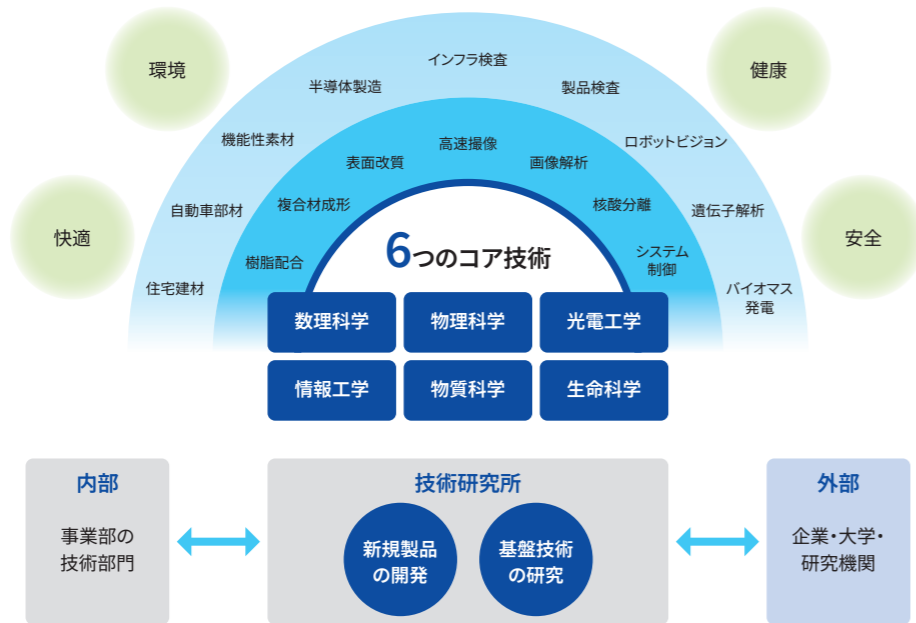 環境
健康
快適
安全
インフラ検査
半導体製造
製品検査
機能性素材
ロボットビジョン
自動車部材
遺伝子解析
住宅建材
バイオマス
発電
高速撮像
表面改質
画像解析
複合材成形
核酸分離
樹脂配合
システム
制御
6つのコア技術
数理科学
物理科学
光電工学
情報工学
物質科学
生命科学
内部
事業部の
技術部門
技術研究所
新規製品
の開発
基盤技術
の研究
外部
企業・大学・
研究機関